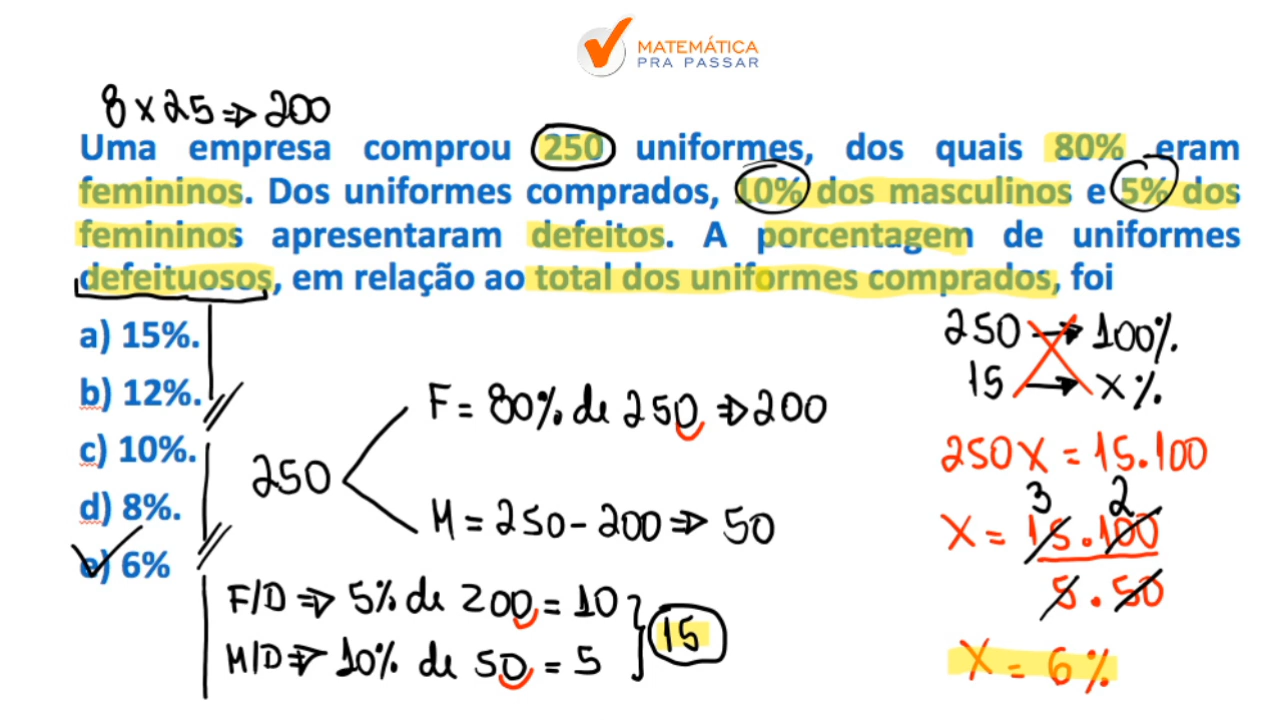 MATEMÁTICA
PRA PASSAR
8 x 25 ⇒ 200
Uma empresa comprou 250 uniformes, dos quais 80% eram
femininos. Dos uniformes comprados, 10% dos masculinos e 5% dos
femininos apresentaram defeitos. A porcentagem de uniformes
defeituosos, em relação ao total dos uniformes comprados, foi
a) 15%.
b) 12%.
c) 10%.
d) 8%.
e) 6%
250
F = 80% de 250 ⇒ 200
M = 250 - 200 ⇒ 50
F/D ⇒ 5% de 200 = 10
M/D ⇒ 10% de 50 = 5
15
250 → 100%
15 → X%
250X = 15.100
3 2
X = 15.100
5.50
X = 6%